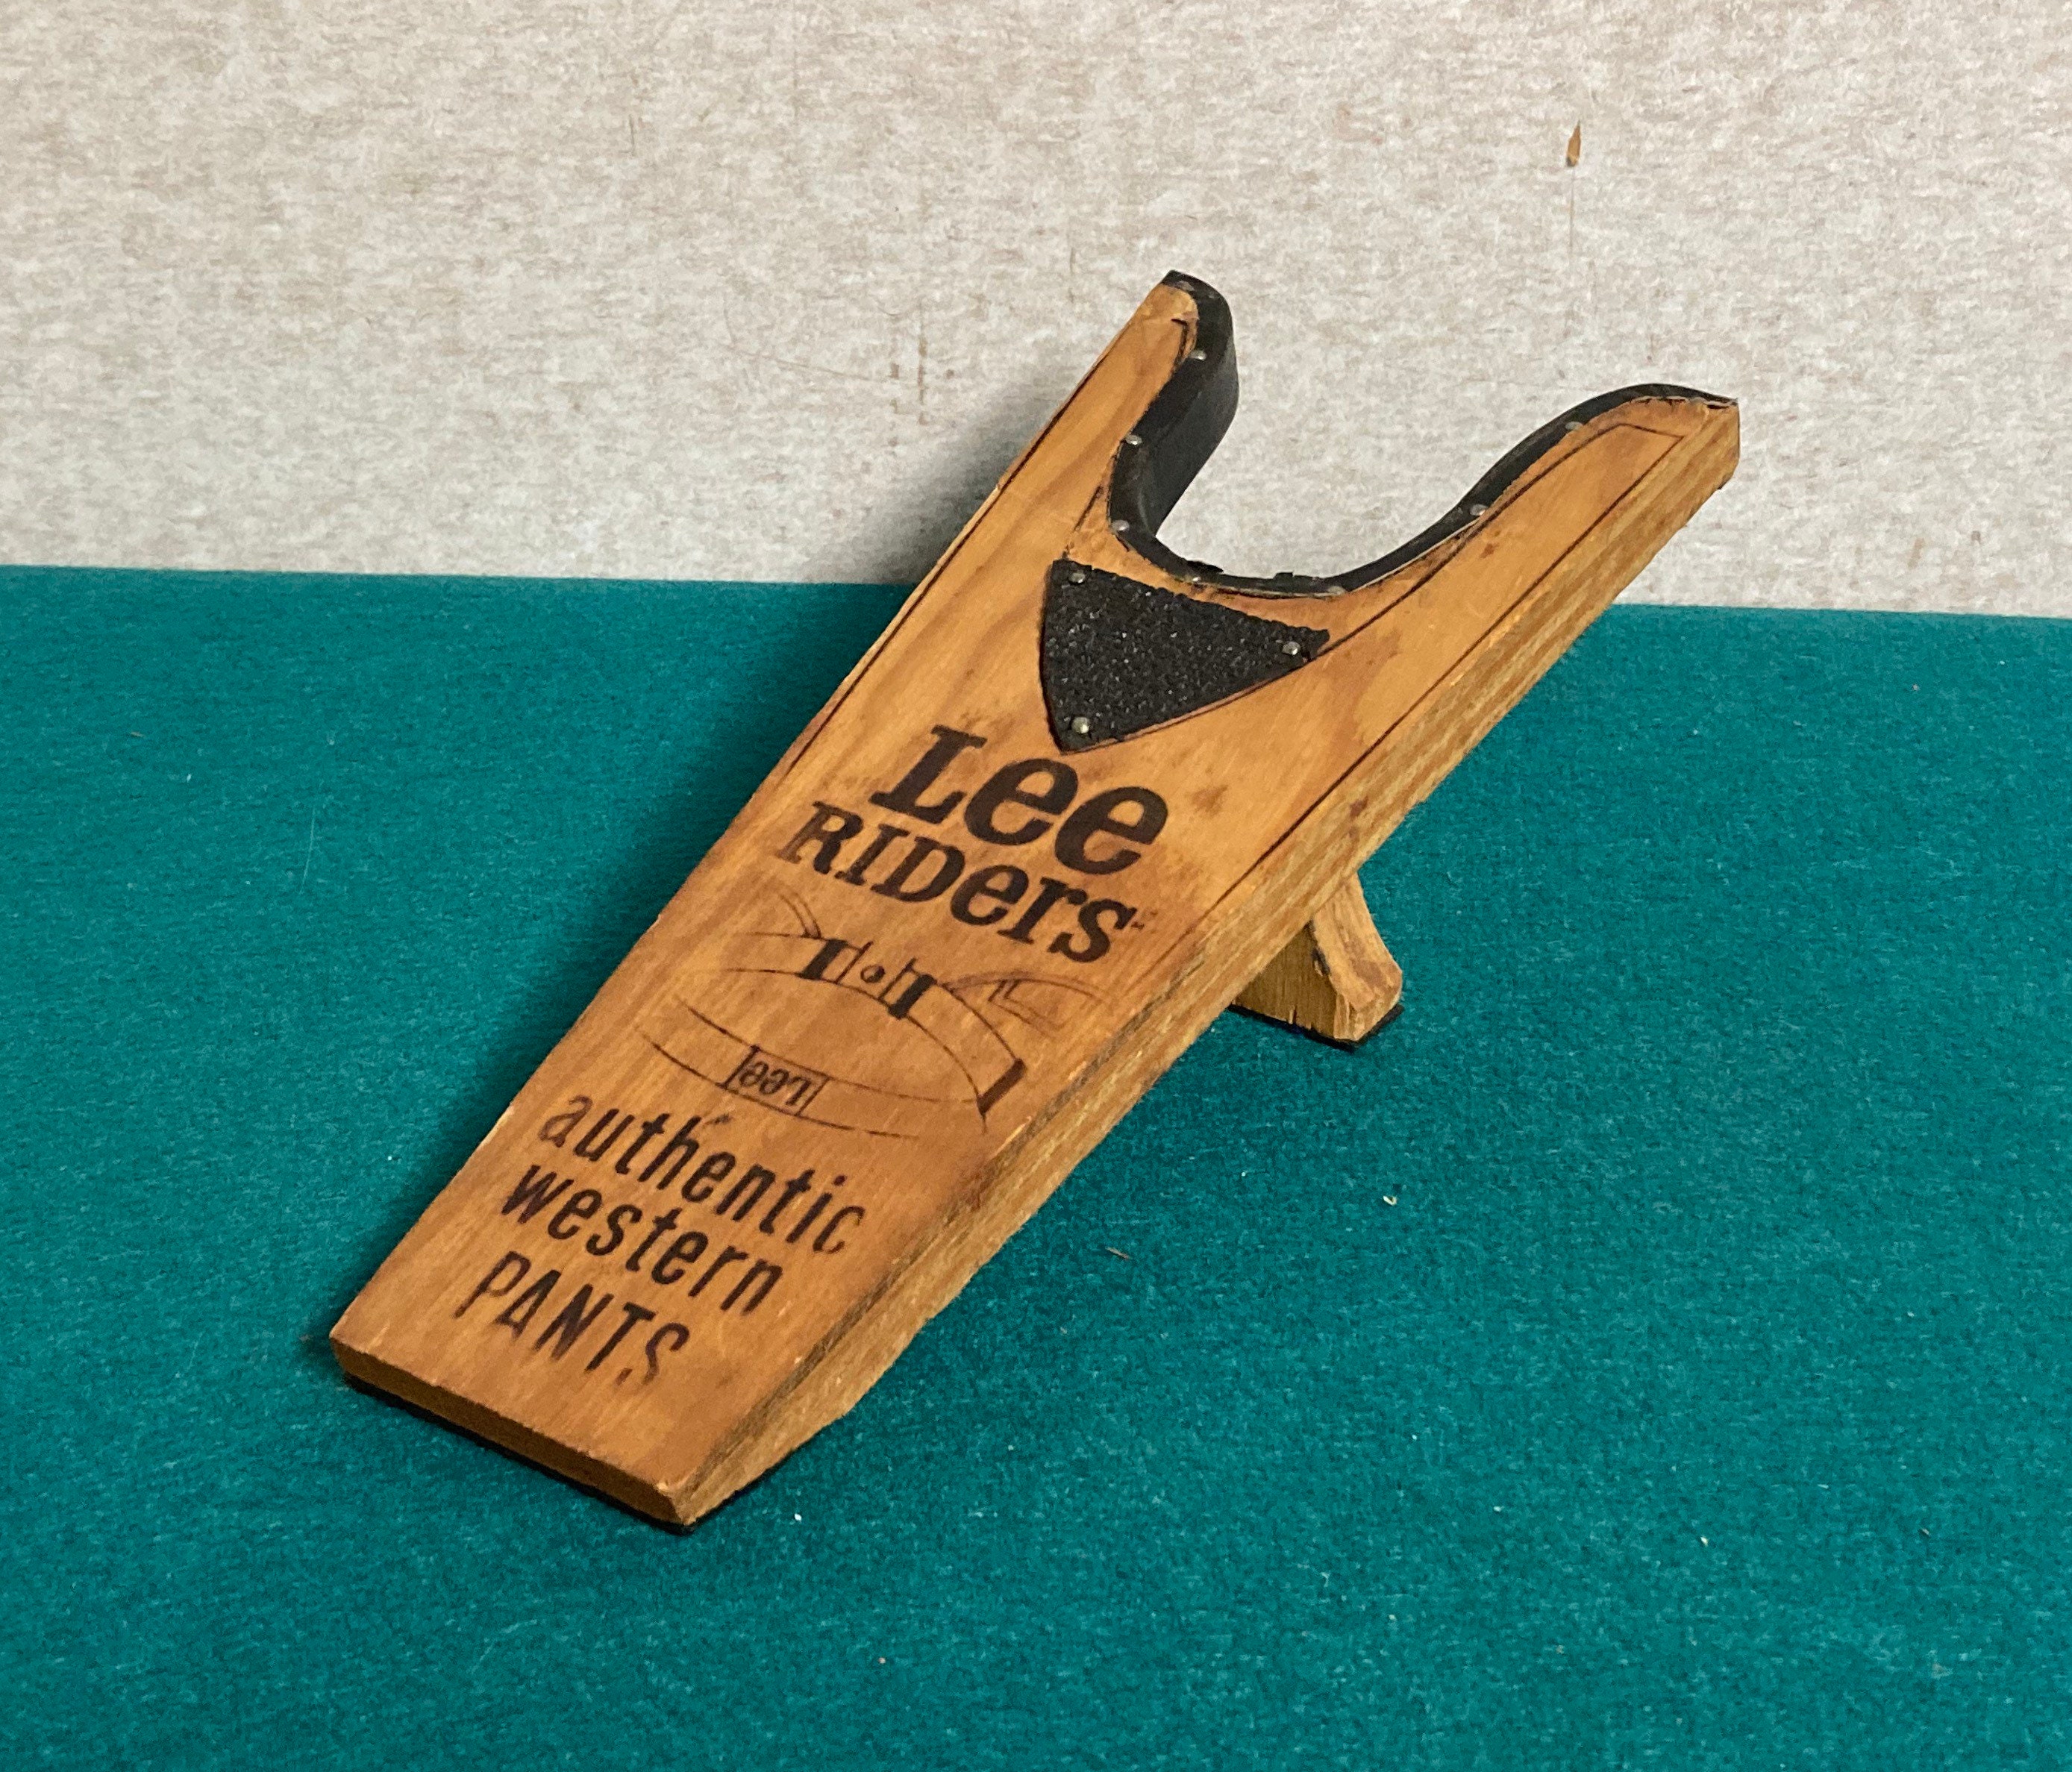 Lee
RIDers
Lee
authentic
western
PANTS